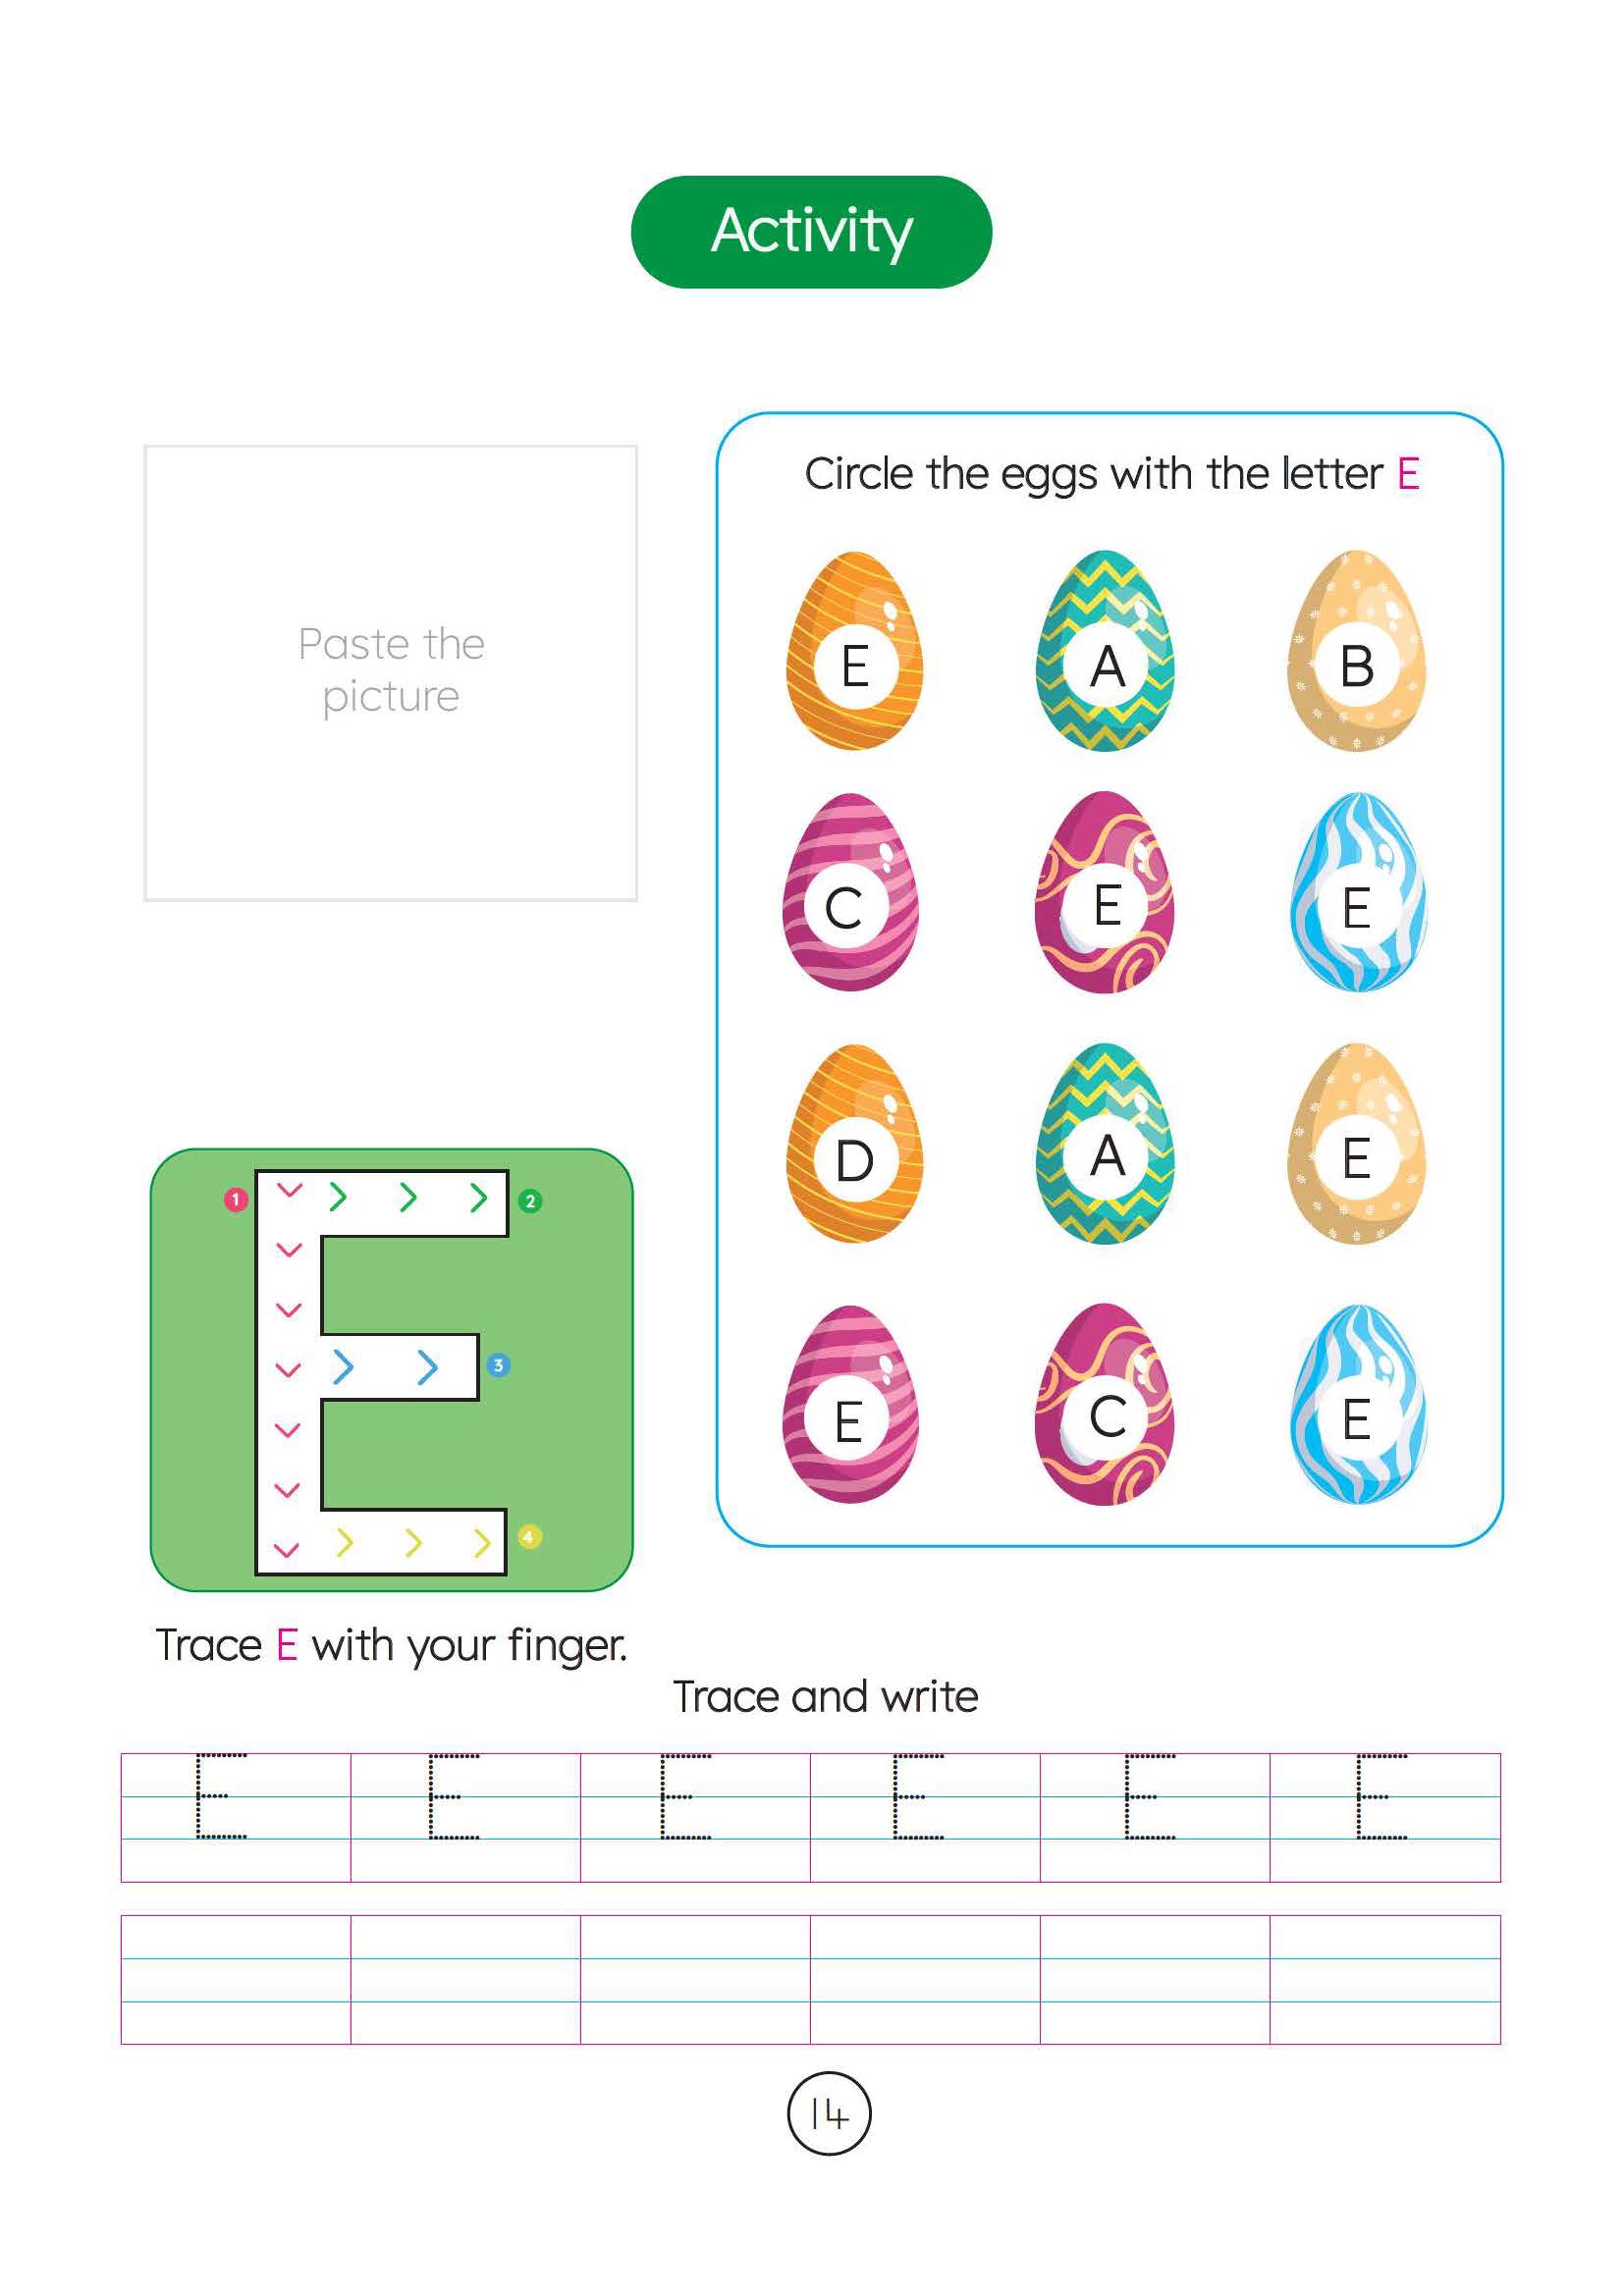 Activity
Paste the
picture
Circle the eggs with the letter E
E A B
C E E
D A E
E C E
1 2
3
4
Trace E with your finger.
Trace and write
E E E E E E
14